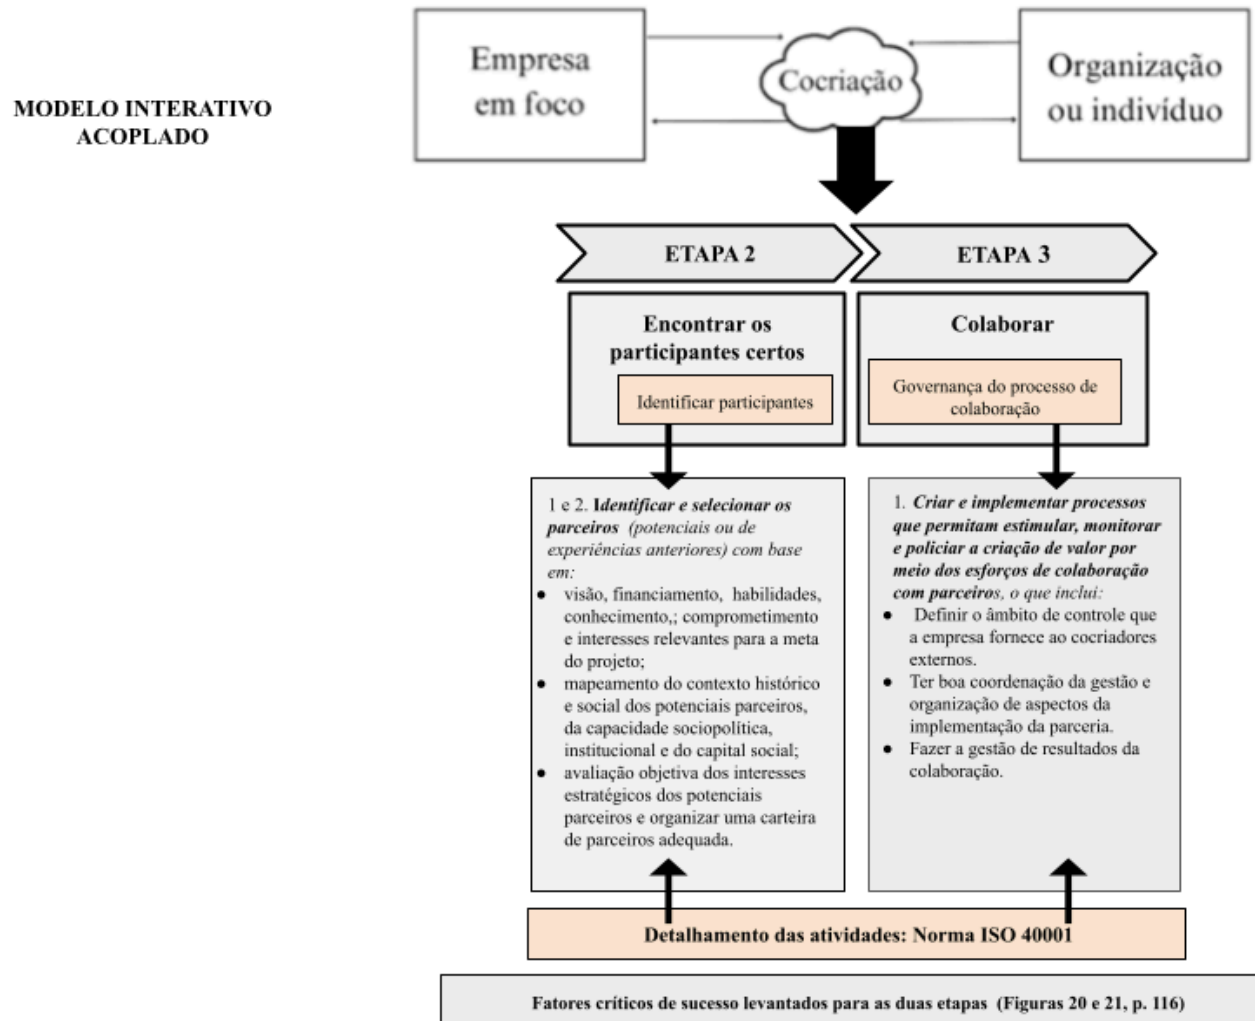 MODELO INTERATIVO
ACOPLADO
Empresa
em foco
Cocriação
Organização
ou indivíduo
ETAPA 2
ETAPA 3
Encontrar os
participantes certos
Identificar participantes
Colaborar
Governança do processo de
colaboração
1 e 2. Identificar e selecionar os
parceiros (potenciais ou de
experiências anteriores) com base
em:
● visão, financiamento, habilidades,
conhecimento,; comprometimento
e interesses relevantes para a meta
do projeto;
● mapeamento do contexto histórico
e social dos potenciais parceiros,
da capacidade sociopolítica,
institucional e do capital social;
● avaliação objetiva dos interesses
estratégicos dos potenciais
parceiros e organizar uma carteira
de parceiros adequada.
1. Criar e implementar processos
que permitam estimular, monitorar
e policiar a criação de valor por
meio dos esforços de colaboração
com parceiros, o que inclui:
● Definir o âmbito de controle que
a empresa fornece ao cocriadores
externos.
● Ter boa coordenação da gestão e
organização de aspectos da
implementação da parceria.
● Fazer a gestão de resultados da
colaboração.
Detalhamento das atividades: Norma ISO 40001
Fatores críticos de sucesso levantados para as duas etapas (Figuras 20 e 21, p. 116)